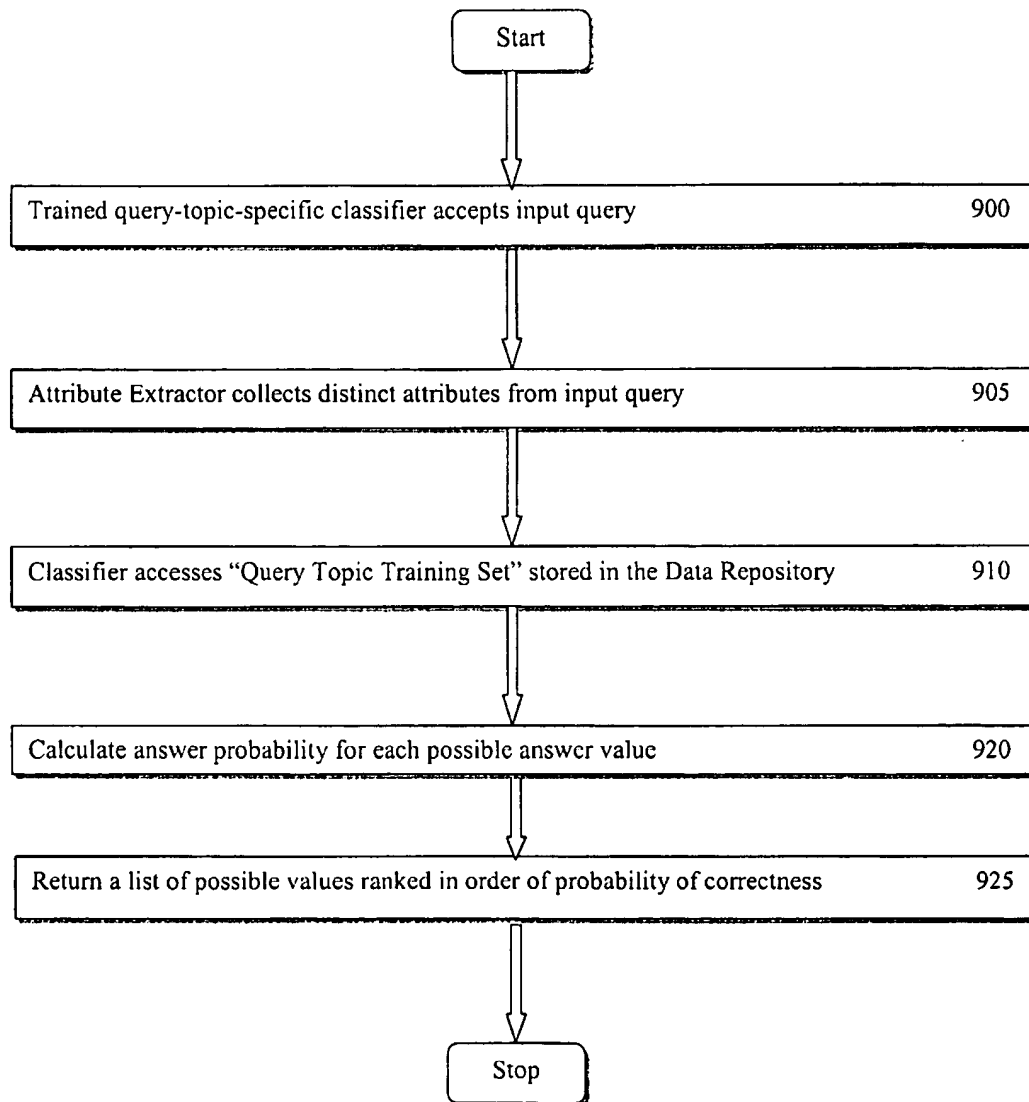 Start
Trained query-topic-specific classifier accepts input query 900
Attribute Extractor collects distinct attributes from input query 905
Classifier accesses “Query Topic Training Set” stored in the Data Repository 910
Calculate answer probability for each possible answer value 920
Return a list of possible values ranked in order of probability of correctness 925
Stop